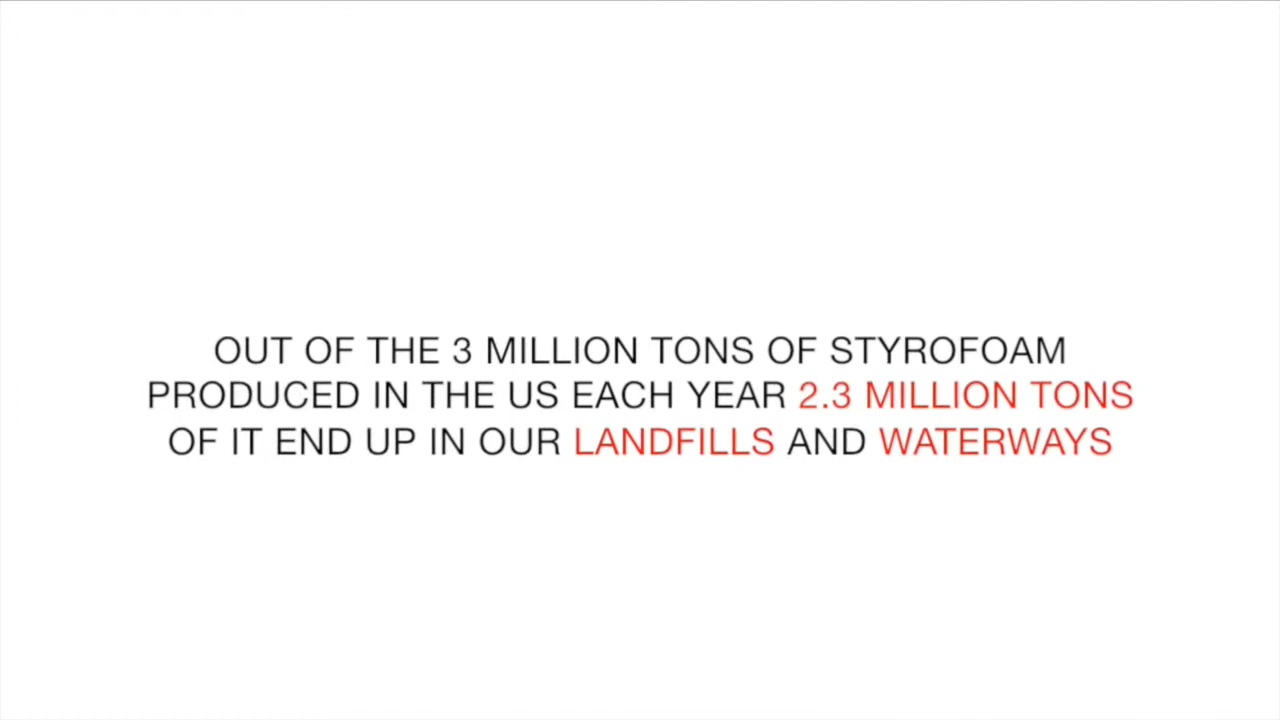 OUT OF THE 3 MILLION TONS OF STYROFOAM
PRODUCED IN THE US EACH YEAR 2.3 MILLION TONS
OF IT END UP IN OUR LANDFILLS AND WATERWAYS